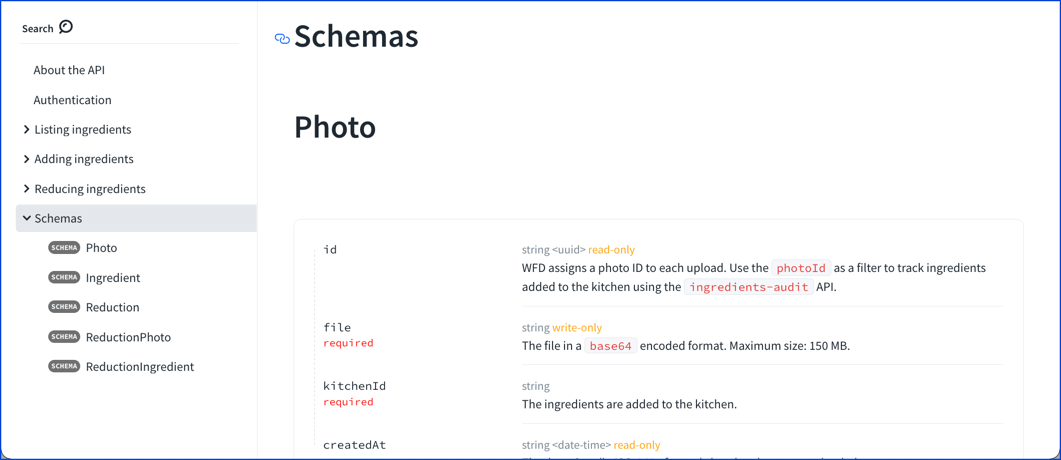 Search
About the API
Authentication
Listing ingredients
Adding ingredients
Reducing ingredients
Schemas
SCHEMA Photo
SCHEMA Ingredient
SCHEMA Reduction
SCHEMA ReductionPhoto
SCHEMA ReductionIngredient
Schemas
Photo
id
string <uuid> read-only
WFD assigns a photo ID to each upload. Use the photoId as a filter to track ingredients
added to the kitchen using the ingredients-audit API.
file
required
string write-only
The file in a base64 encoded format. Maximum size: 150 MB.
kitchenId
required
string
The ingredients are added to the kitchen.
createdAt
string <date-time> read-only